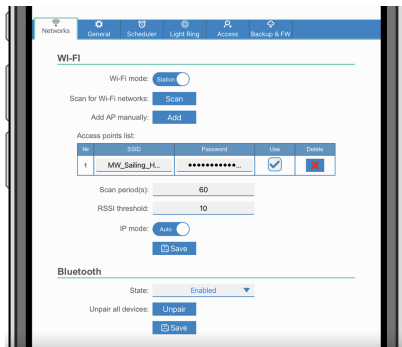 Networks General Scheduler Light Ring Access Backup & FW
WI-FI
Wi-Fi mode: Station
Scan for Wi-Fi networks: Scan
Add AP manually: Add
Access points list:
№ SSID Password Use Delete
1 MW_Sailing_H... •••••••••••...
Scan period(s): 60
RSSI threshold: 10
IP mode: Auto
Save
Bluetooth
State: Enabled
Unpair all devices: Unpair
Save